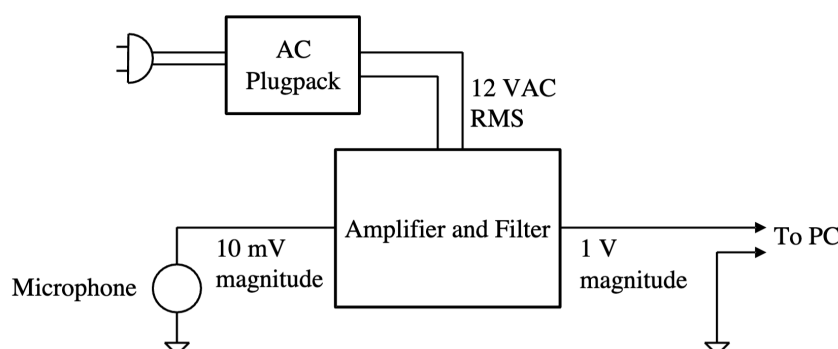 AC
Plugpack
12 VAC
RMS
Amplifier and Filter
10 mV
magnitude
1 V
magnitude
To PC
Microphone